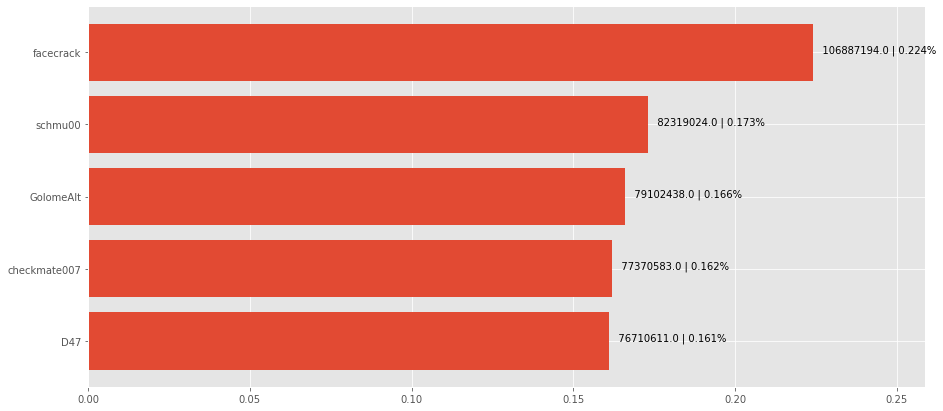 facecrack 106887194.0 | 0.224%
schmu00 82319024.0 | 0.173%
GolomeAlt 79102438.0 | 0.166%
checkmate007 77370583.0 | 0.162%
D47 76710611.0 | 0.161%
0.00 0.05 0.10 0.15 0.20 0.25